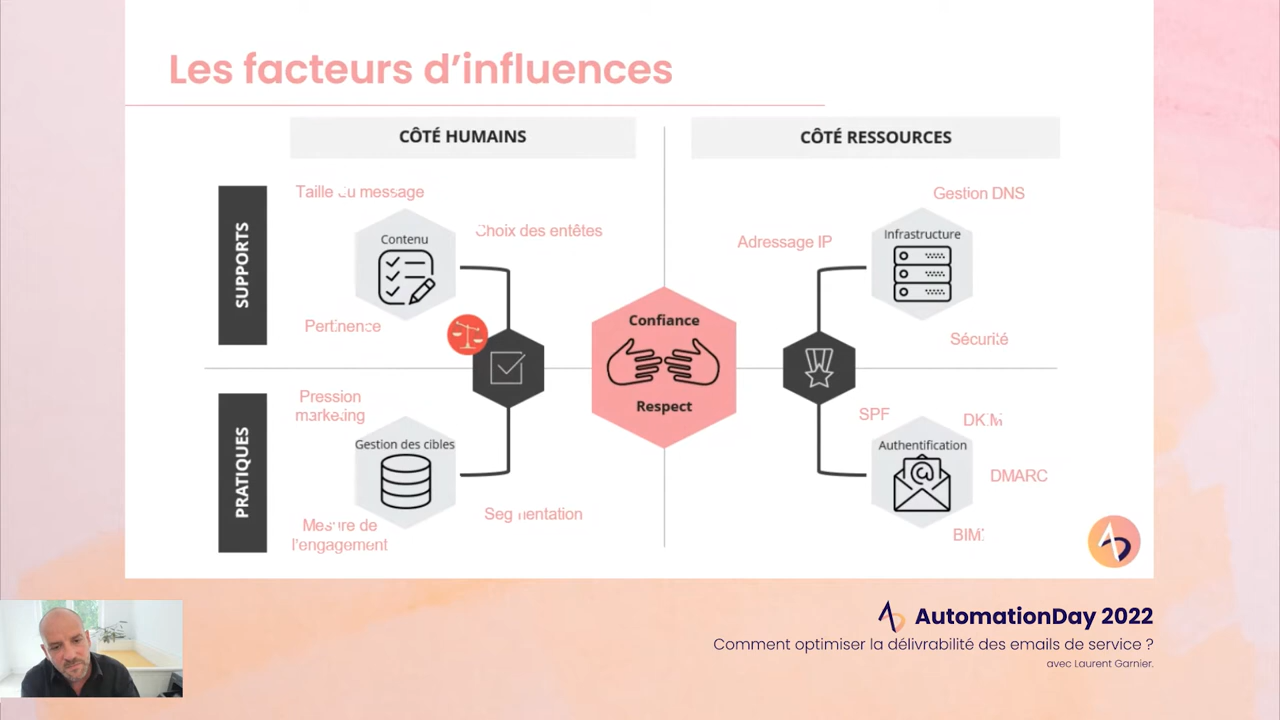 Les facteurs d'influences
CÔTÉ HUMAINS
CÔTÉ RESSOURCES
SUPPORTS
Taille du message
Contenu
Choix des entêtes
Pertinence
Gestion DNS
Infrastructure
Adressage IP
Sécurité
Confiance
Respect
PRATIQUES
Pression
marketing
Gestion des cibles
Segmentation
Mesure de
l'engagement
SPF
DKIM
Authentification
DMARC
BIMI
AutomationDay 2022
Comment optimiser la délivrabilité des emails de service ?
avec Laurent Garnier.